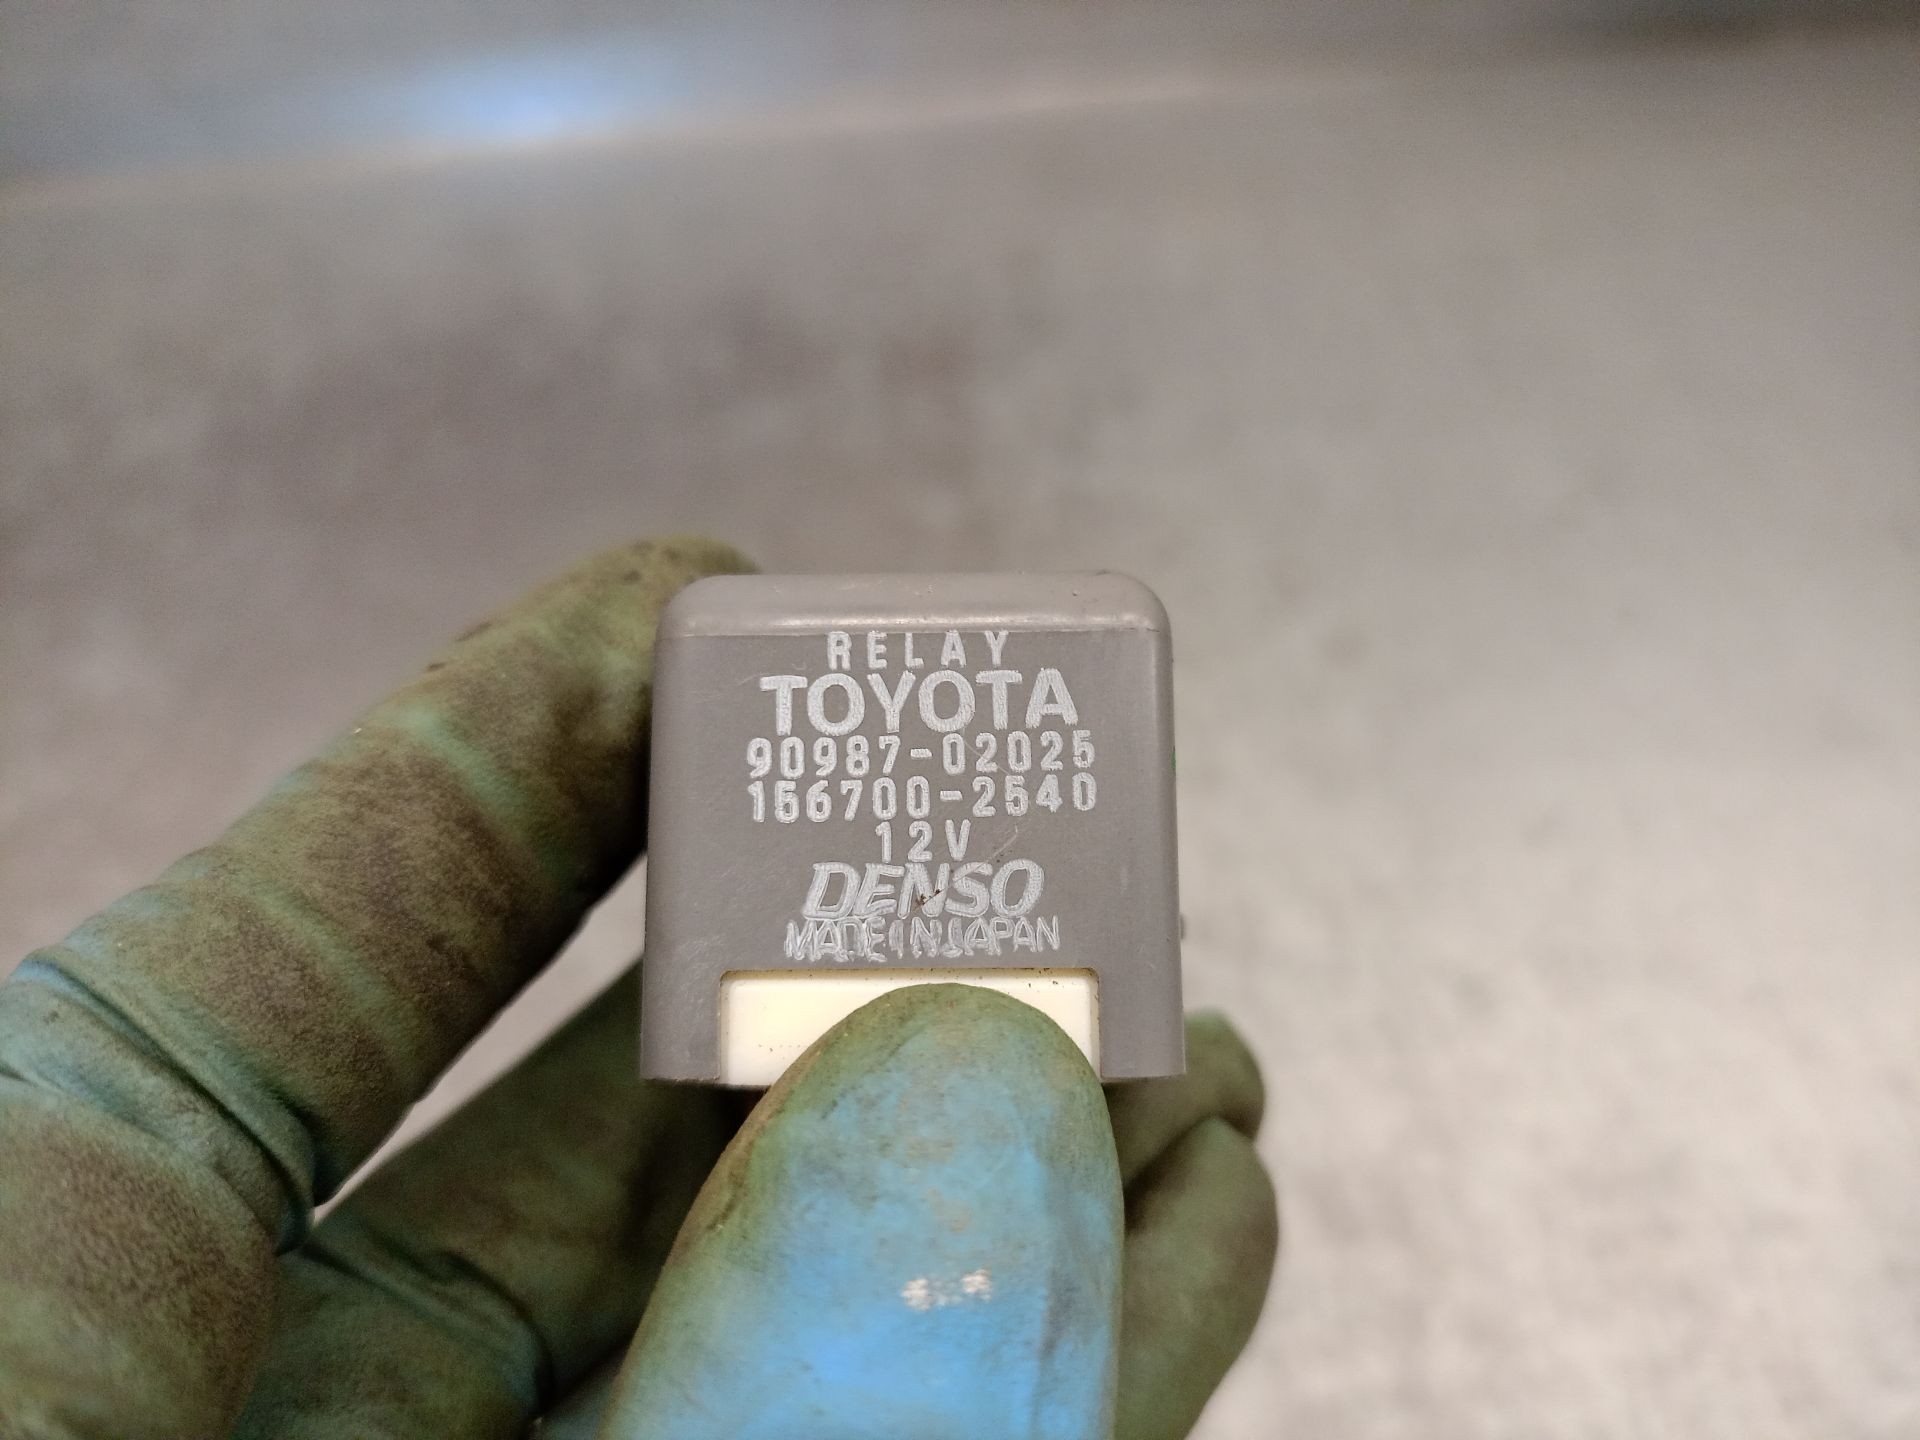 RELAY
TOYOTA
90987-02025
156700-2540
12V
DENSO
MADE IN JAPAN